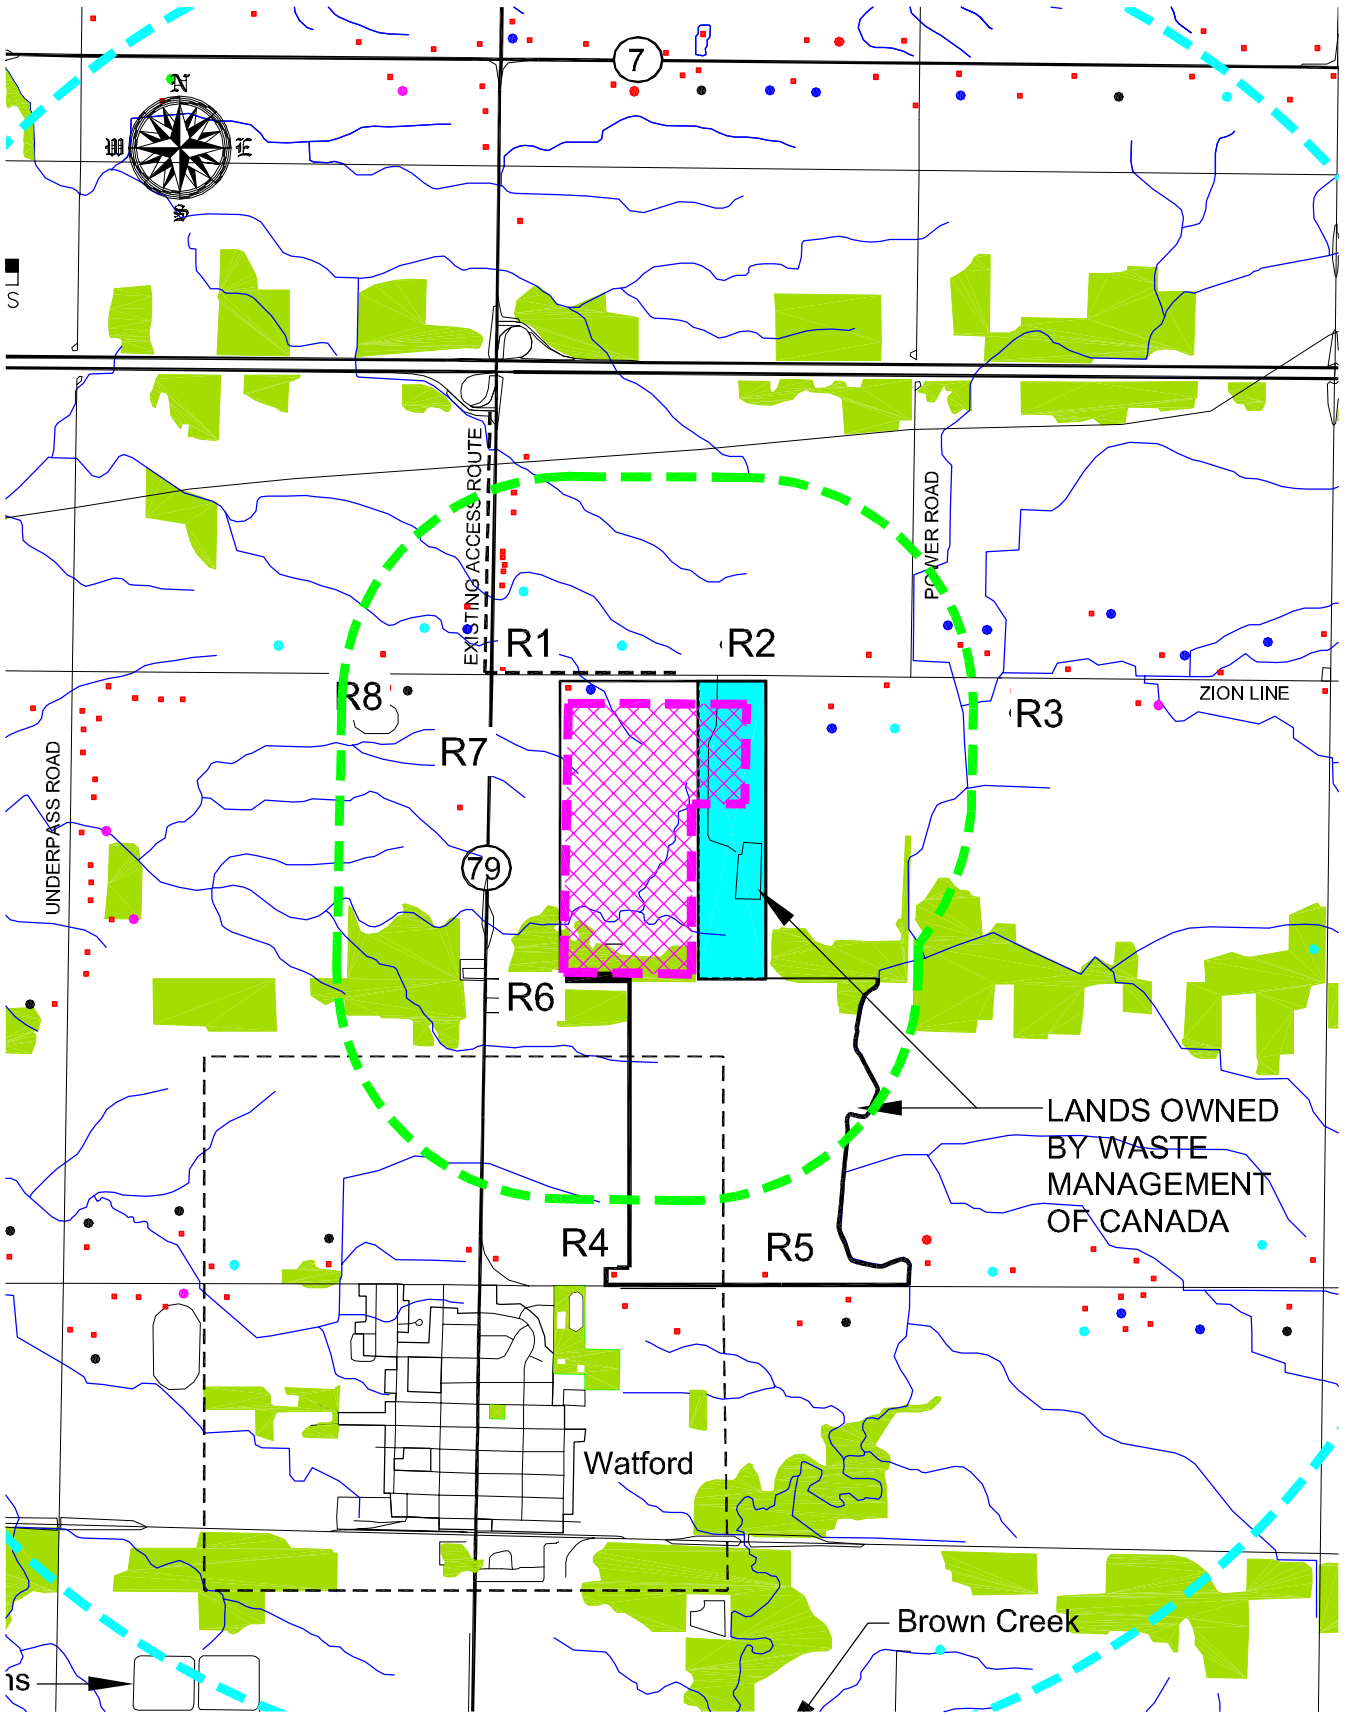 7
N
W
E
S
S
EXISTING ACCESS ROUTE
POWER ROAD
R1
R2
R8
ZION LINE
R3
R7
UNDERPASS ROAD
79
R6
LANDS OWNED
BY WASTE
MANAGEMENT
OF CANADA
R4
R5
Watford
Brown Creek
ns